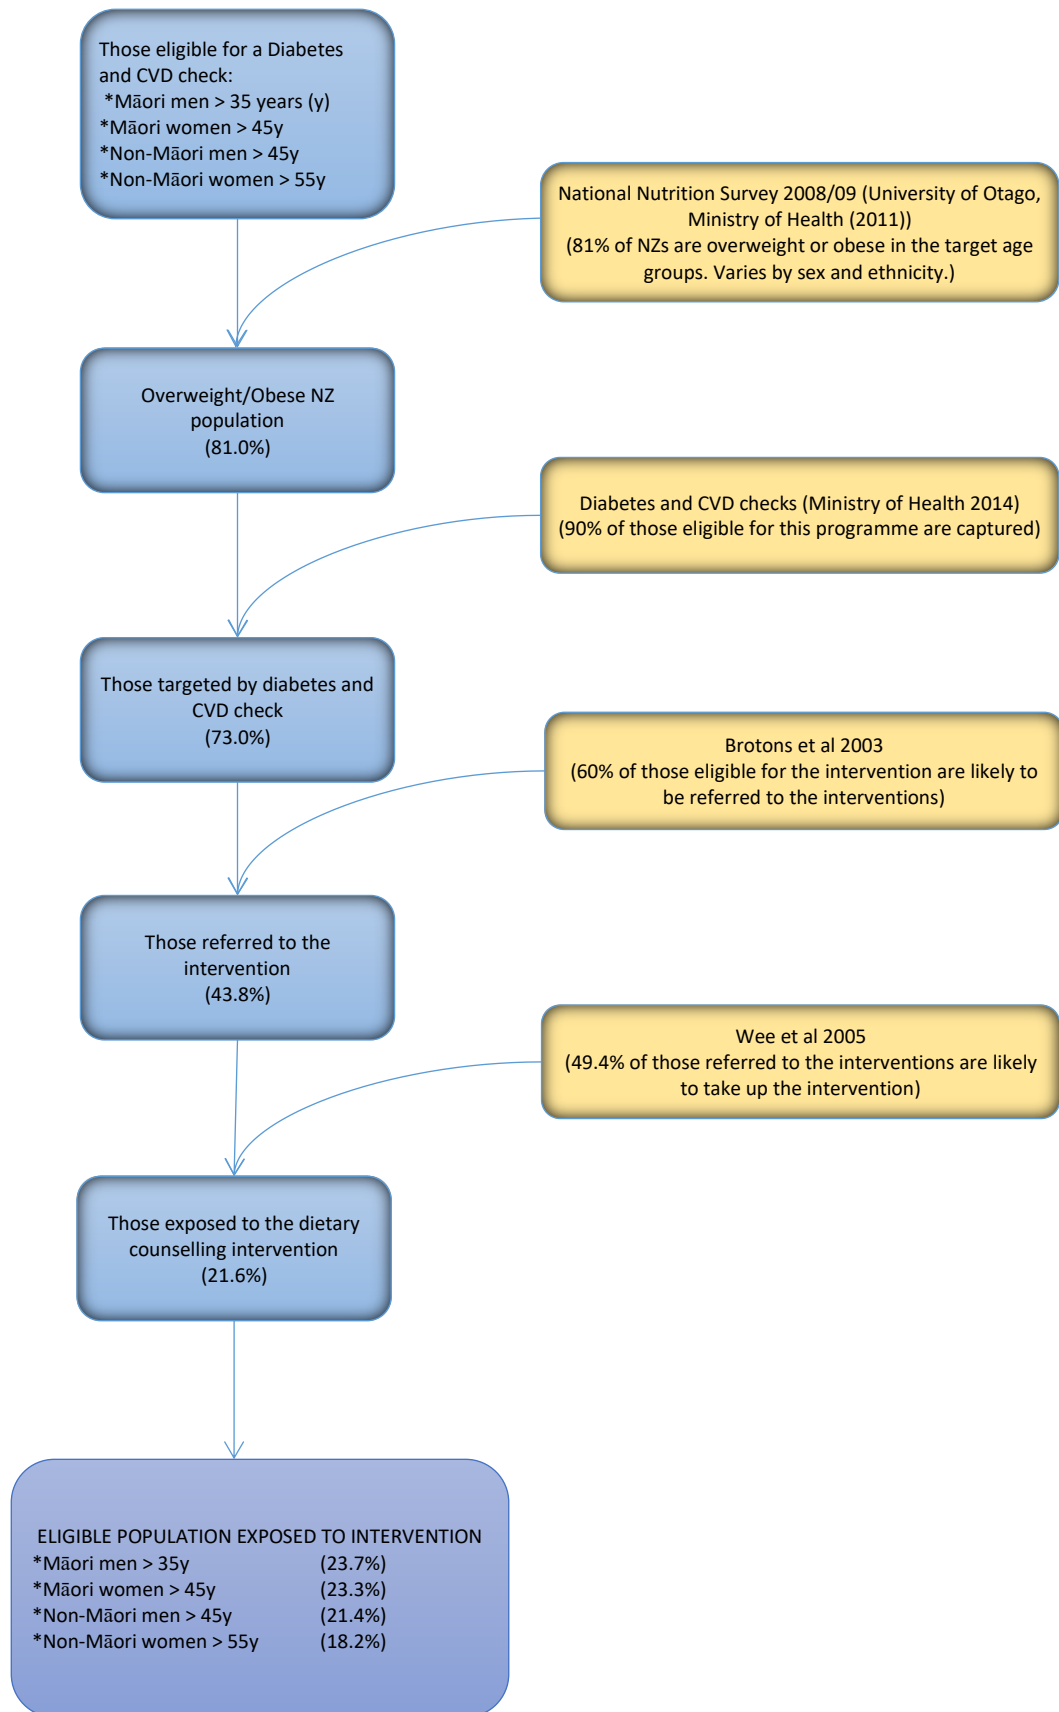 Those eligible for a Diabetes
and CVD check:
*Māori men > 35 years (y)
*Māori women > 45y
*Non-Māori men > 45y
*Non-Māori women > 55y
National Nutrition Survey 2008/09 (University of Otago,
Ministry of Health (2011))
(81% of NZs are overweight or obese in the target age
groups. Varies by sex and ethnicity.)
Overweight/Obese NZ
population
(81.0%)
Diabetes and CVD checks (Ministry of Health 2014)
(90% of those eligible for this programme are captured)
Those targeted by diabetes and
CVD check
(73.0%)
Brotons et al 2003
(60% of those eligible for the intervention are likely to
be referred to the interventions)
Those referred to the
intervention
(43.8%)
Wee et al 2005
(49.4% of those referred to the interventions are likely
to take up the intervention)
Those exposed to the dietary
counselling intervention
(21.6%)
ELIGIBLE POPULATION EXPOSED TO INTERVENTION
*Māori men > 35y (23.7%)
*Māori women > 45y (23.3%)
*Non-Māori men > 45y (21.4%)
*Non-Māori women > 55y (18.2%)